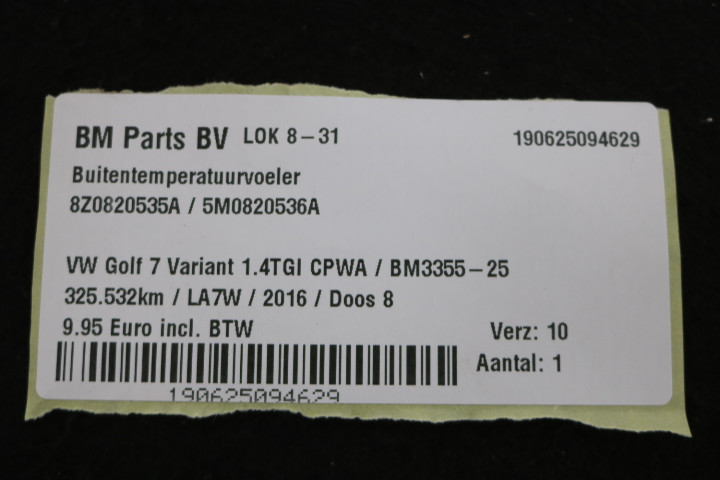 BM Parts BV LOK 8-31 190625094629
Buitentemperatuurvoeler
8Z0820535A / 5M0820536A
VW Golf 7 Variant 1.4TGI CPWA / BM3355-25
325.532km / LA7W / 2016 / Doos 8
9.95 Euro incl. BTW Verz: 10
Aantal: 1
190625094629